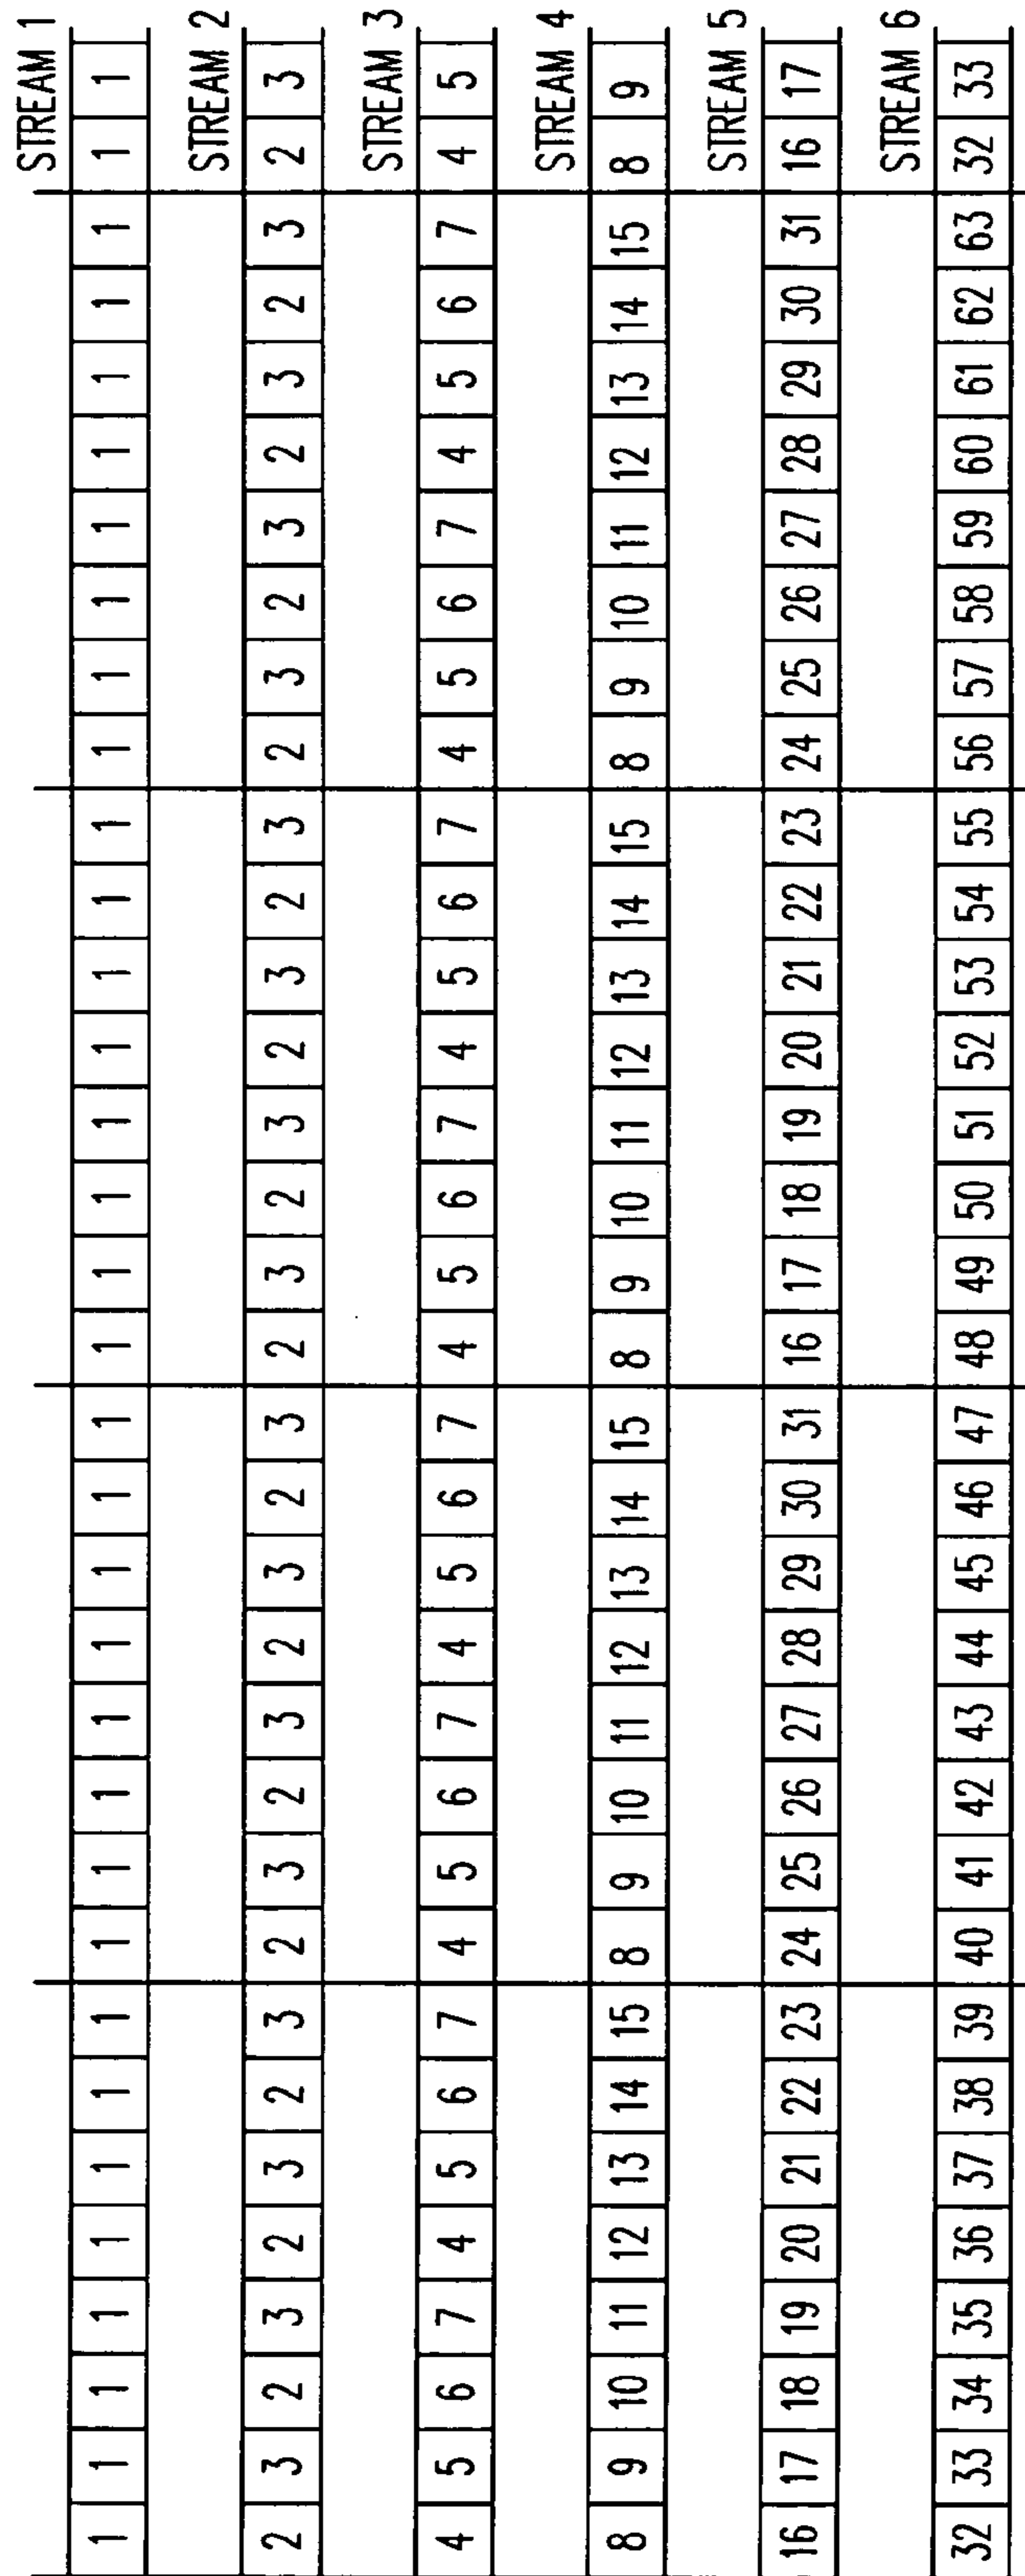 STREAM 1
1 1 1 1 1 1 1 1 1 1 1 1 1 1 1 1 1 1 1 1 1 1 1 1 1 1 1 1 1 1 1 1 1 1
STREAM 2
2 3 2 3 2 3 2 3 2 3 2 3 2 3 2 3 2 3 2 3 2 3 2 3 2 3 2 3 2 3 2 3 2 3
STREAM 3
4 5 6 7 4 5 6 7 4 5 6 7 4 5 6 7 4 5 6 7 4 5 6 7 4 5 6 7 4 5 6 7 4 5
STREAM 4
8 9 10 11 12 13 14 15 8 9 10 11 12 13 14 15 8 9 10 11 12 13 14 15 8 9 10 11 12 13 14 15 8 9
STREAM 5
16 17 18 19 20 21 22 23 24 25 26 27 28 29 30 31 16 17 18 19 20 21 22 23 24 25 26 27 28 29 30 31 16 17
STREAM 6
32 33 34 35 36 37 38 39 40 41 42 43 44 45 46 47 48 49 50 51 52 53 54 55 56 57 58 59 60 61 62 63 32 33